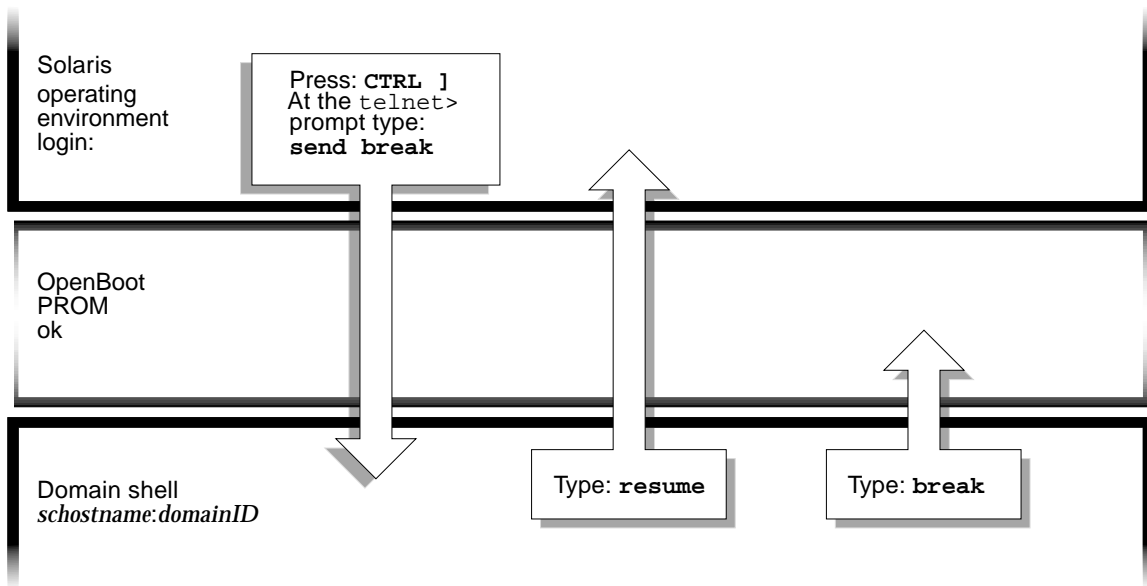 Solaris
operating
environment
login:
Press: CTRL ]
At the telnet>
prompt type:
send break
OpenBoot
PROM
ok
Domain shell
schostname:domainID
Type: resume
Type: break